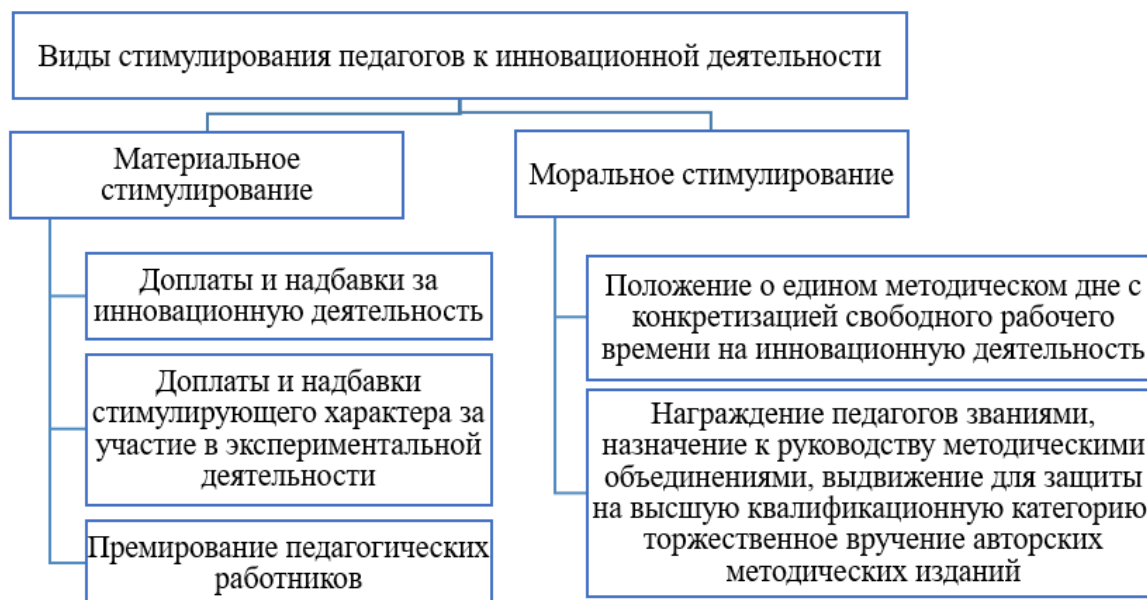 Виды стимулирования педагогов к инновационной деятельности
Материальное
стимулирование
Доплаты и надбавки за
инновационную деятельность
Доплаты и надбавки
стимулирующего характера за
участие в экспериментальной
деятельности
Премирование педагогических
работников
Моральное стимулирование
Положение о едином методическом дне с
конкретизацией свободного рабочего
времени на инновационную деятельность
Награждение педагогов званиями,
назначение к руководству методическими
объединениями, выдвижение для защиты
на высшую квалификационную категорию
торжественное вручение авторских
методических изданий